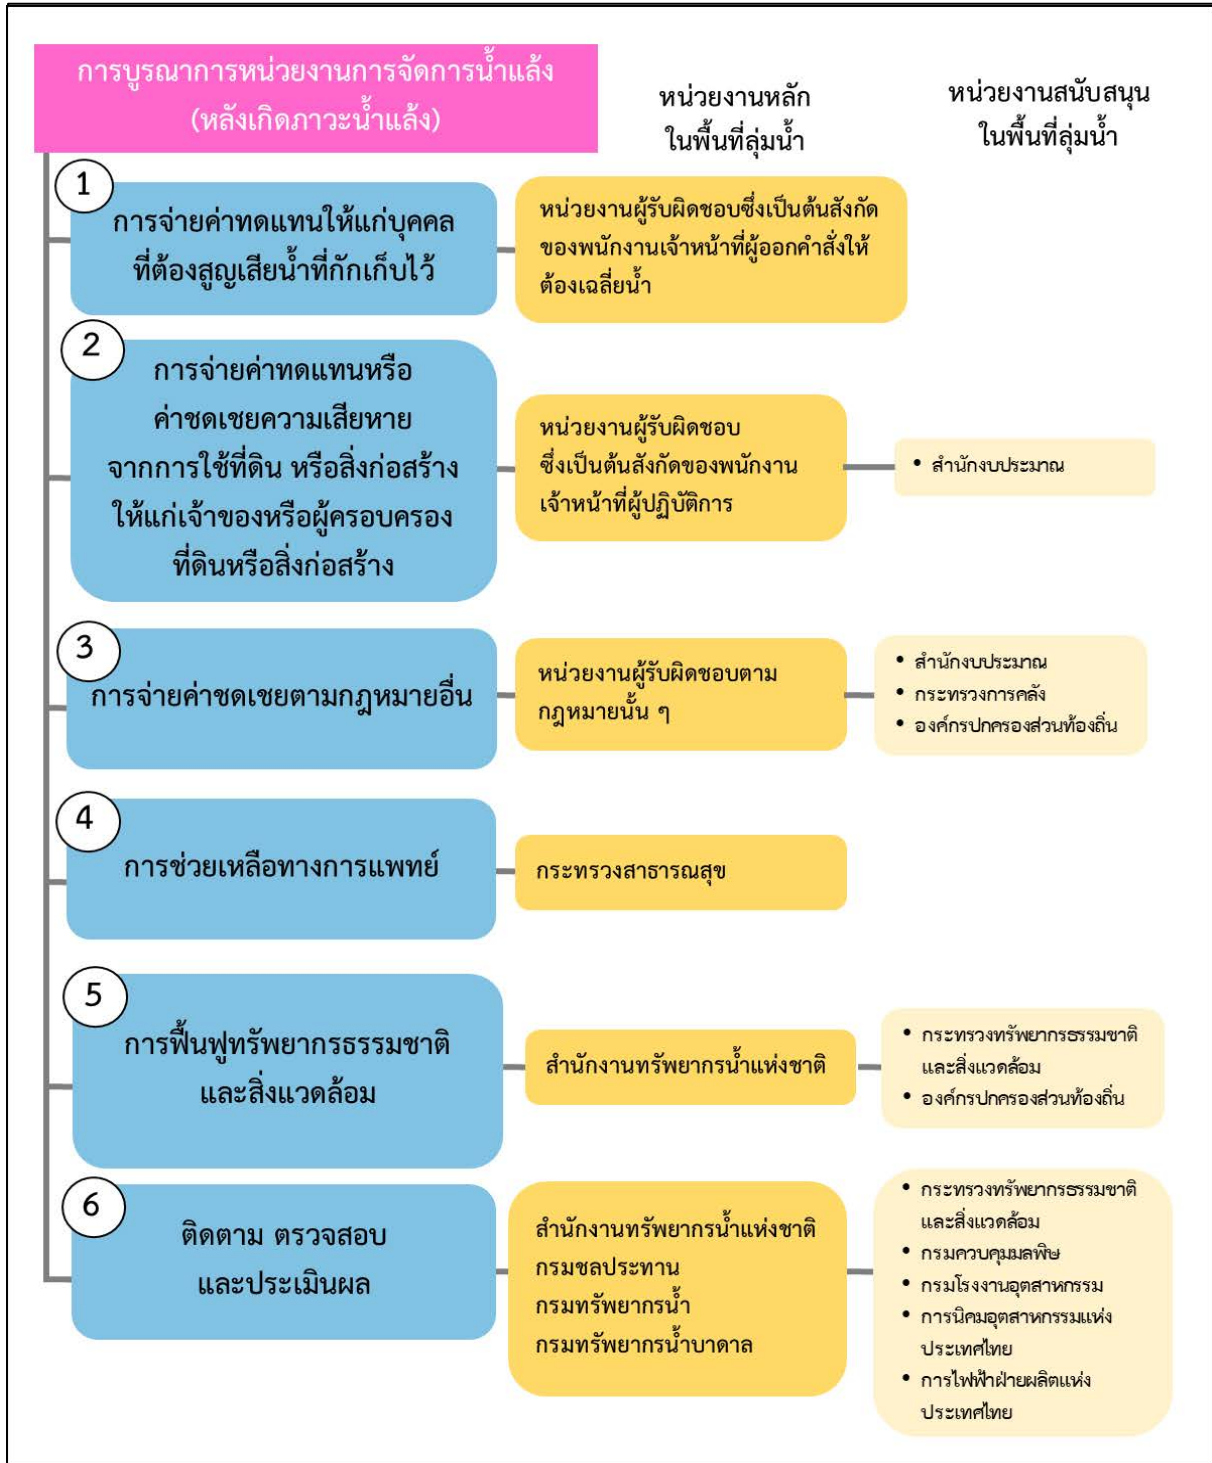 การบูรณาการหน่วยงานการจัดการน้ำแล้ง
(หลังเกิดภาวะน้ำแล้ง)
หน่วยงานหลัก
ในพื้นที่ลุ่มน้ำ
หน่วยงานสนับสนุน
ในพื้นที่ลุ่มน้ำ
1
การจ่ายค่าทดแทนให้แก่บุคคล
ที่ต้องสูญเสียน้ำที่กักเก็บไว้
หน่วยงานผู้รับผิดชอบซึ่งเป็นต้นสังกัด
ของพนักงานเจ้าหน้าที่ผู้ออกคำสั่งให้
ต้องเฉลี่ยน้ำ
2
การจ่ายค่าทดแทนหรือ
ค่าชดเชยความเสียหาย
จากการใช้ที่ดิน หรือสิ่งก่อสร้าง
ให้แก่เจ้าของหรือผู้ครอบครอง
ที่ดินหรือสิ่งก่อสร้าง
หน่วยงานผู้รับผิดชอบ
ซึ่งเป็นต้นสังกัดของพนักงาน
เจ้าหน้าที่ผู้ปฏิบัติการ
• สำนักงบประมาณ
3
การจ่ายค่าชดเชยตามกฎหมายอื่น
หน่วยงานผู้รับผิดชอบตาม
กฎหมายนั้น ๆ
• สำนักงบประมาณ
• กระทรวงการคลัง
• องค์กรปกครองส่วนท้องถิ่น
4
การช่วยเหลือทางการแพทย์
กระทรวงสาธารณสุข
5
การฟื้นฟูทรัพยากรธรรมชาติ
และสิ่งแวดล้อม
สำนักงานทรัพยากรน้ำแห่งชาติ
• กระทรวงทรัพยากรธรรมชาติ
และสิ่งแวดล้อม
• องค์กรปกครองส่วนท้องถิ่น
6
ติดตาม ตรวจสอบ
และประเมินผล
สำนักงานทรัพยากรน้ำแห่งชาติ
กรมชลประทาน
กรมทรัพยากรน้ำ
กรมทรัพยากรน้ำบาดาล
• กระทรวงทรัพยากรธรรมชาติ
และสิ่งแวดล้อม
• กรมควบคุมมลพิษ
• กรมโรงงานอุตสาหกรรม
• การนิคมอุตสาหกรรมแห่ง
ประเทศไทย
• การไฟฟ้าฝ่ายผลิตแห่ง
ประเทศไทย